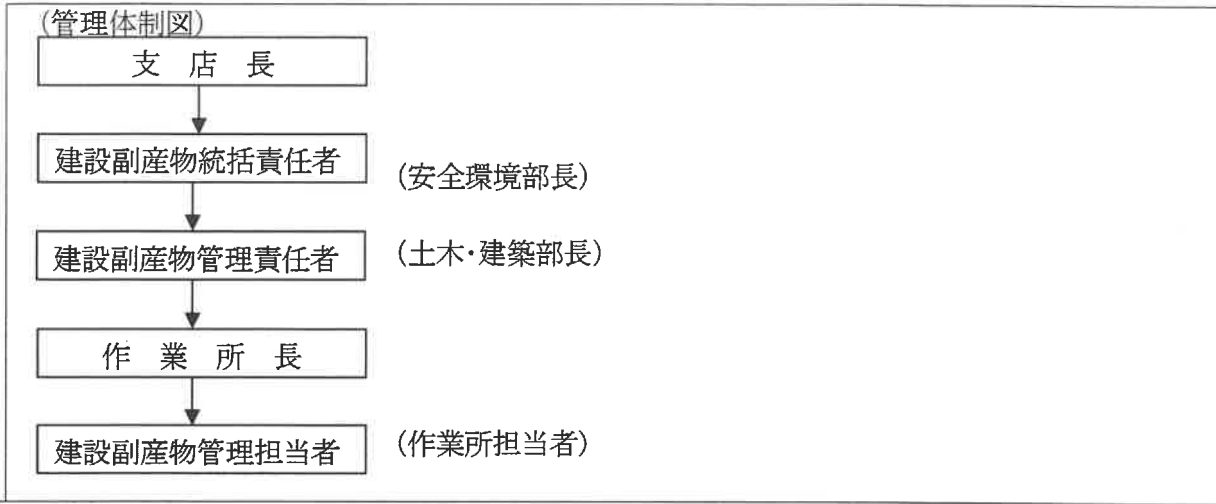 (管理体制図)
支 店 長
建設副産物統括責任者 (安全環境部長)
建設副産物管理責任者 (土木・建築部長)
作 業 所 長
建設副産物管理担当者 (作業所担当者)